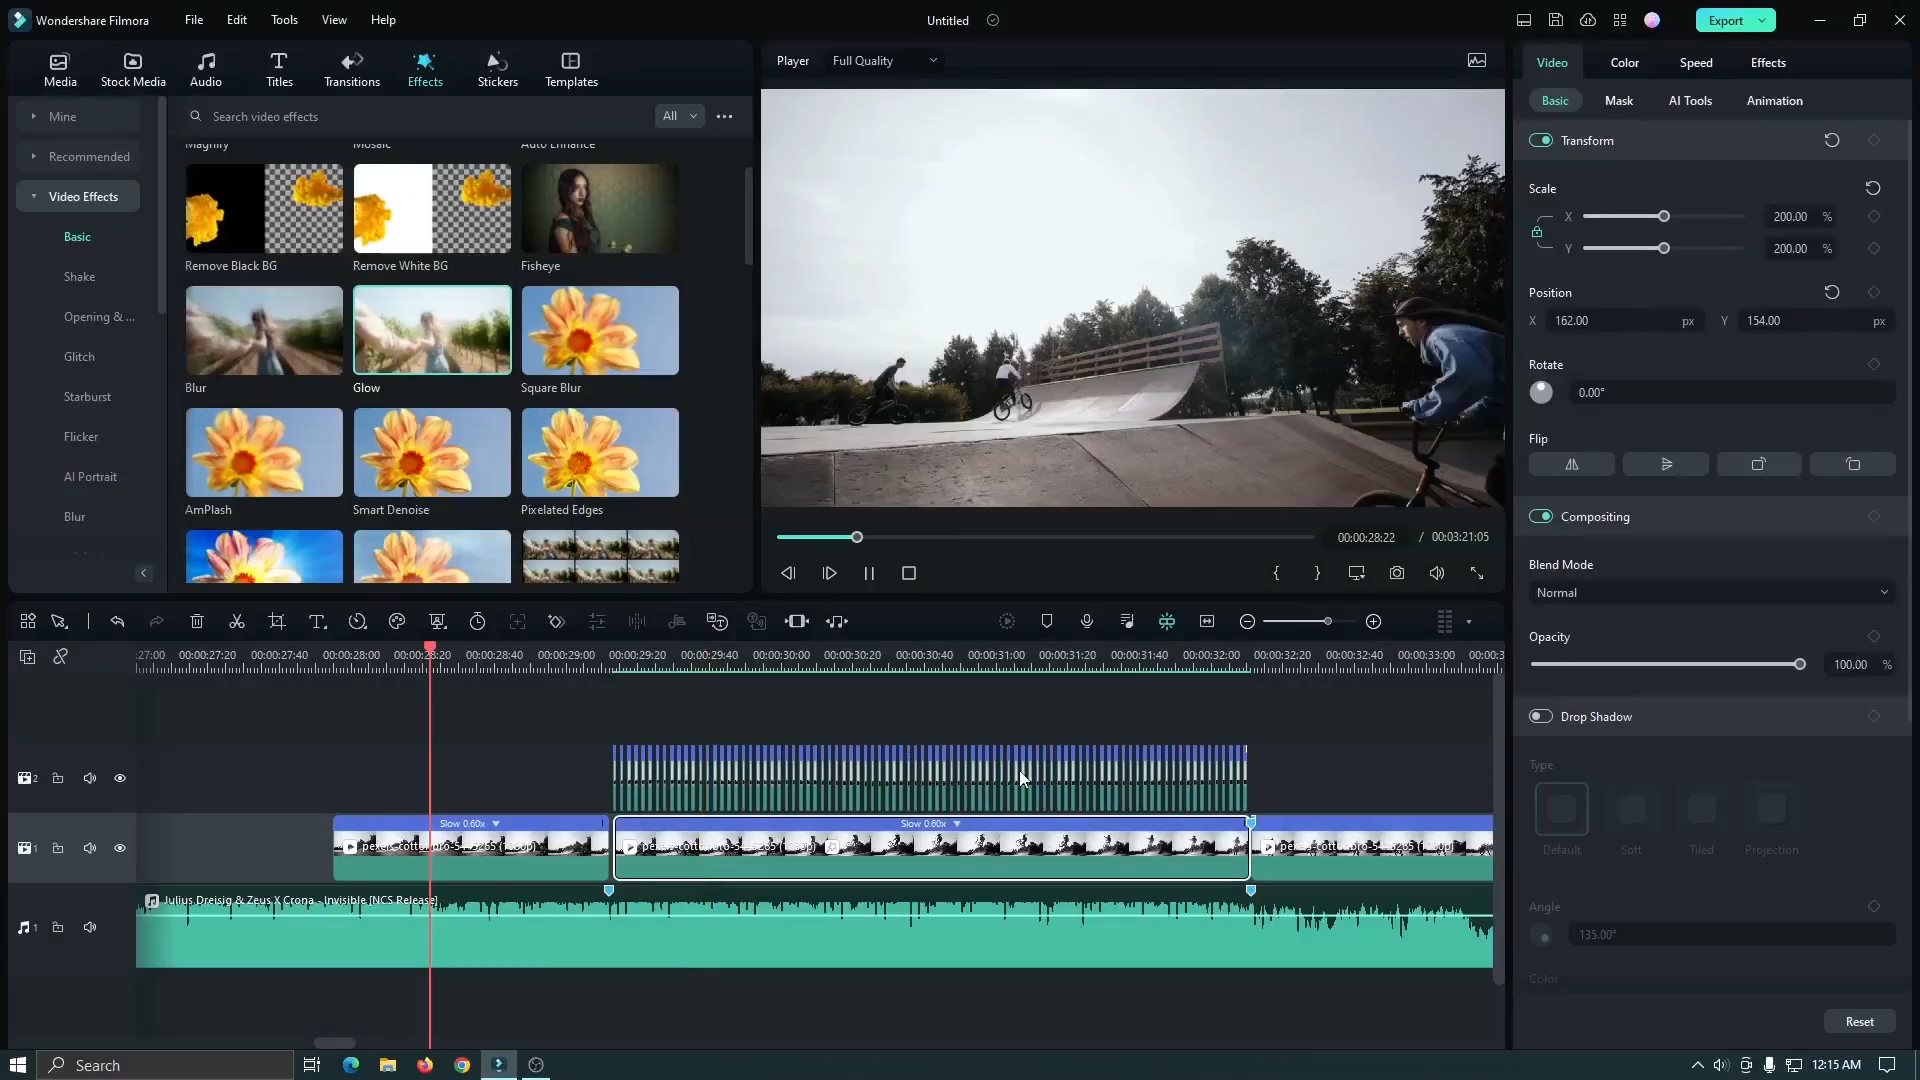 Wondershare Filmora
File
Edit
Tools
View
Help
Untitled
Export
Media
Stock Media
Audio
Titles
Transitions
Effects
Stickers
Templates
Player
Full Quality
Video
Color
Speed
Effects
Basic
Mask
AI Tools
Animation
Mine
Recommended
Video Effects
Basic
Shake
Opening & ...
Glitch
Starburst
Flicker
AI Portrait
Blur
Search video effects
All
Magnify
Mosaic
Auto Enhance
Remove Black BG
Remove White BG
Fisheye
Blur
Glow
Square Blur
AmPlash
Smart Denoise
Pixelated Edges
00:00:28:22 / 00:03:21:05
Transform
Scale
X 200.00 %
Y 200.00 %
Position
X 162.00 px Y 154.00 px
Rotate
0.00°
Flip
Compositing
Blend Mode
Normal
Opacity
100.00 %
Drop Shadow
Type
Default
Soft
Tiled
Projection
Angle
135.00°
Color
Reset
:27:00 00:00:27:20 00:00:27:40 00:00:28:00 00:00:28:20 00:00:28:40 00:00:29:00 00:00:29:20 00:00:29:40 00:00:30:00 00:00:30:20 00:00:30:40 00:00:31:00 00:00:31:20 00:00:31:40 00:00:32:00 00:00:32:20 00:00:32:40 00:00:33:00 00:00:3
2
Slow 0.60x
Slow 0.60x
1
1
Julius Dreisig & Zeus X Crona - Invisible [NCS Release]
Search
12:15 AM